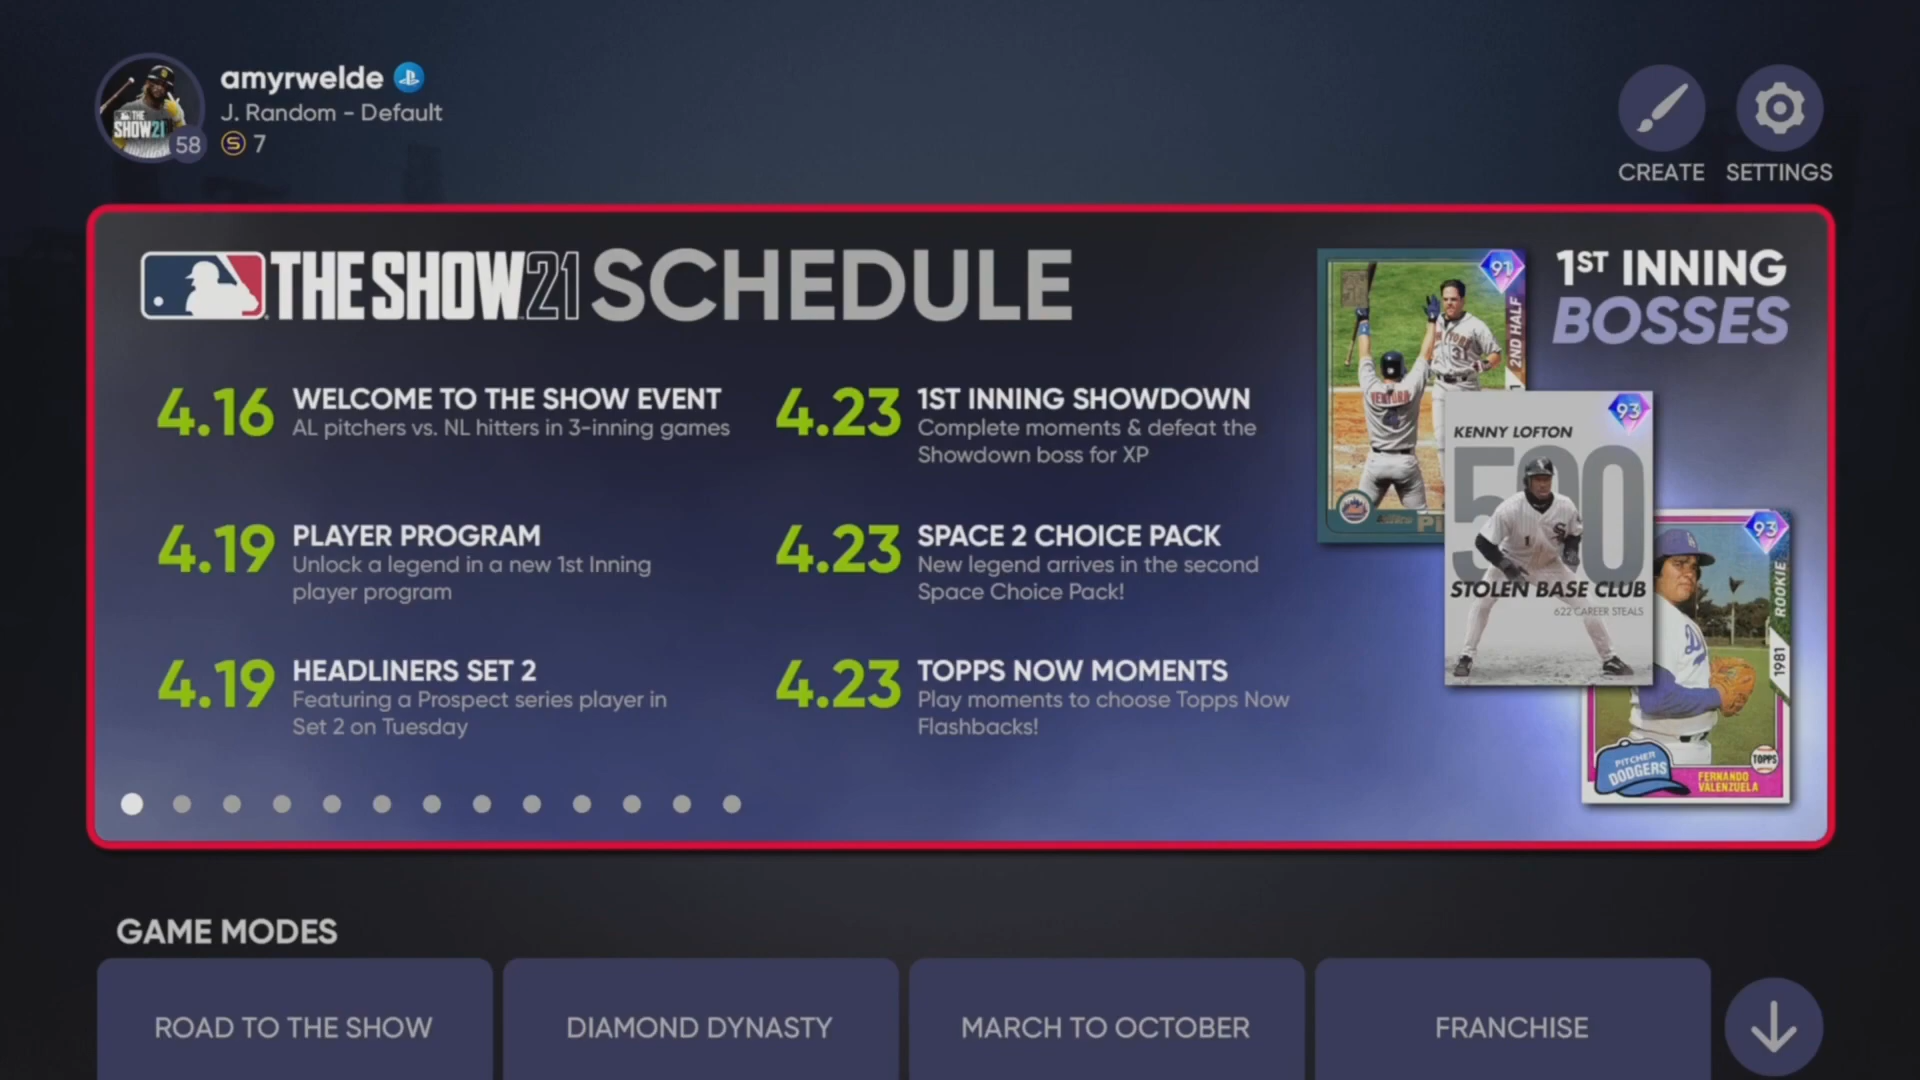 amyrwelde
J. Random - Default
58
7
CREATE
SETTINGS
THE SHOW 21 SCHEDULE
4.16
WELCOME TO THE SHOW EVENT
AL pitchers vs. NL hitters in 3-inning games
4.19
PLAYER PROGRAM
Unlock a legend in a new 1st Inning
player program
4.19
HEADLINERS SET 2
Featuring a Prospect series player in
Set 2 on Tuesday
4.23
1ST INNING SHOWDOWN
Complete moments & defeat the
Showdown boss for XP
4.23
SPACE 2 CHOICE PACK
New legend arrives in the second
Space Choice Pack!
4.23
TOPPS NOW MOMENTS
Play moments to choose Topps Now
Flashbacks!
1ST INNING
BOSSES
91
2ND HALF
VENTURA
4
31
93
KENNY LOFTON
500
STOLEN BASE CLUB
622 CAREER STEALS
93
ROOKIE
1981
PITCHER
DODGERS
TOPPS
FERNANDO
VALENZUELA
GAME MODES
ROAD TO THE SHOW
DIAMOND DYNASTY
MARCH TO OCTOBER
FRANCHISE